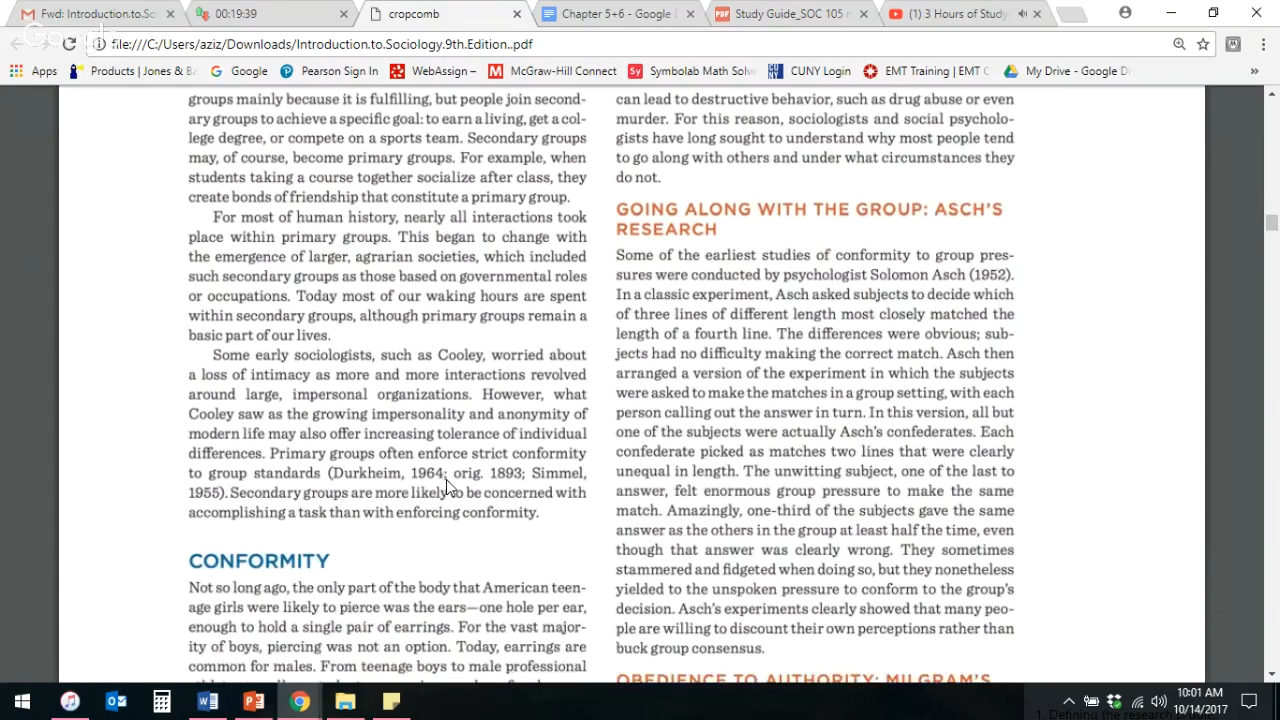 Fwd: Introduction.to.So
00:19:39
cropcomb
Chapter 5+6 - Google
Study Guide_SOC 105 m
(1) 3 Hours of Study
Google
file:///C:/Users/aziz/Downloads/Introduction.to.Sociology.9th.Edition..pdf
Apps
Products | Jones & Ba
Google
Person Sign In
WebAssign –
McGraw-Hill Connect
Symbolab Math Solve
CUNY Login
EMT Training | EMT C
My Drive - Google Dri
groups mainly because it is fulfilling, but people join second-
ary groups to achieve a specific goal: to earn a living, get a col-
lege degree, or compete on a sports team. Secondary groups
may, of course, become primary groups. For example, when
students taking a course together socialize after class, they
create bonds of friendship that constitute a primary group.
For most of human history, nearly all interactions took
place within primary groups. This began to change with
the emergence of larger, agrarian societies, which included
such secondary groups as those based on governmental roles
or occupations. Today most of our waking hours are spent
within secondary groups, although primary groups remain a
basic part of our lives.
Some early sociologists, such as Cooley, worried about
a loss of intimacy as more and more interactions revolved
around large, impersonal organizations. However, what
Cooley saw as the growing impersonality and anonymity of
modern life may also offer increasing tolerance of individual
differences. Primary groups often enforce strict conformity
to group standards (Durkheim, 1964; orig. 1893; Simmel,
1955). Secondary groups are more likely to be concerned with
accomplishing a task than with enforcing conformity.
CONFORMITY
Not so long ago, the only part of the body that American teen-
age girls were likely to pierce was the ears—one hole per ear,
enough to hold a single pair of earrings. For the vast major-
ity of boys, piercing was not an option. Today, earrings are
common for males. From teenage boys to male professional
can lead to destructive behavior, such as drug abuse or even
murder. For this reason, sociologists and social psycholo-
gists have long sought to understand why most people tend
to go along with others and under what circumstances they
do not.
GOING ALONG WITH THE GROUP: ASCH'S
RESEARCH
Some of the earliest studies of conformity to group pres-
sures were conducted by psychologist Solomon Asch (1952).
In a classic experiment, Asch asked subjects to decide which
of three lines of different length most closely matched the
length of a fourth line. The differences were obvious; sub-
jects had no difficulty making the correct match. Asch then
arranged a version of the experiment in which the subjects
were asked to make the matches in a group setting, with each
person calling out the answer in turn. In this version, all but
one of the subjects were actually Asch's confederates. Each
confederate picked as matches two lines that were clearly
unequal in length. The unwitting subject, one of the last to
answer, felt enormous group pressure to make the same
match. Amazingly, one-third of the subjects gave the same
answer as the others in the group at least half the time, even
though that answer was clearly wrong. They sometimes
stammered and fidgeted when doing so, but they nonetheless
yielded to the unspoken pressure to conform to the group's
decision. Asch's experiments clearly showed that many peo-
ple are willing to discount their own perceptions rather than
buck group consensus.
OBEDIENCE TO AUTHORITY: MILGRAM'S
10:01 AM
10/14/2017
1. Defining the research problem